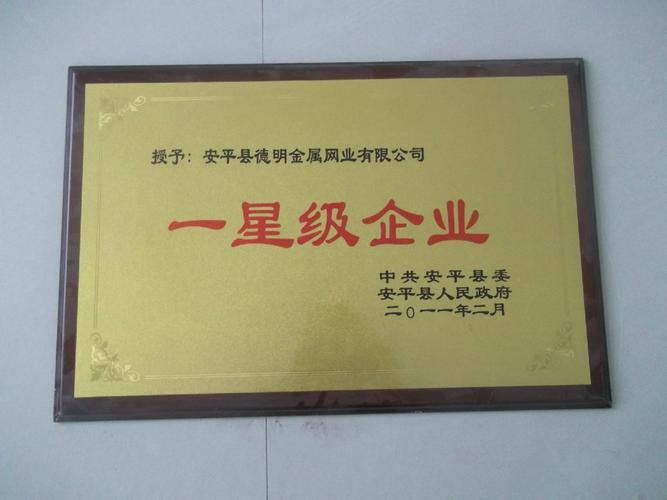 授予：安平县德明金属网业有限公司
一星级企业
中共安平县委
安平县人民政府
二0一一年二月